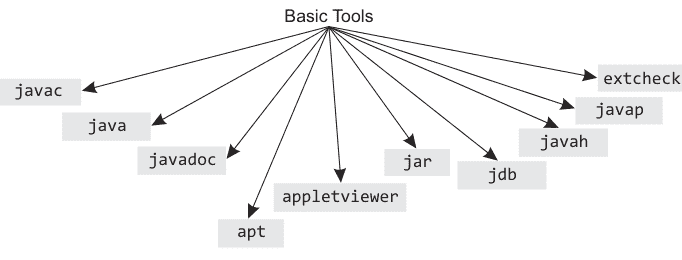 Basic Tools
javac
java
javadoc
apt
appletviewer
jar
jdb
javah
javap
extcheck